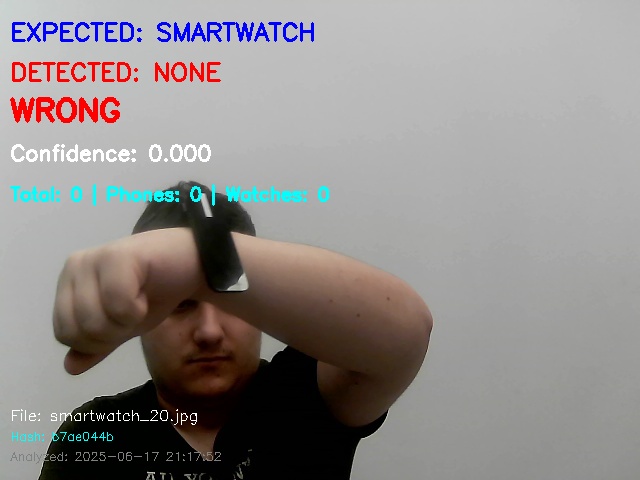 EXPECTED: SMARTWATCH
DETECTED: NONE
WRONG
Confidence: 0.000
Total: 0 | Phones: 0 | Watches: 0
File: smartwatch_20.jpg
Hash: 67ae044b
Analyzed: 2025-06-17 21:17:52